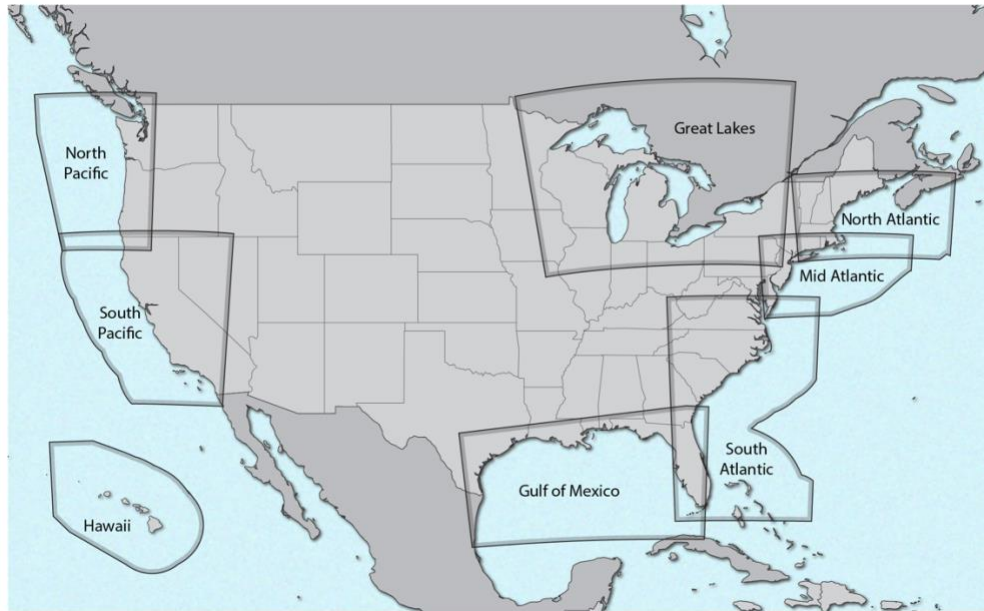 North
Pacific
Great Lakes
North Atlantic
Mid Atlantic
South
Pacific
South
Atlantic
Gulf of Mexico
Hawaii